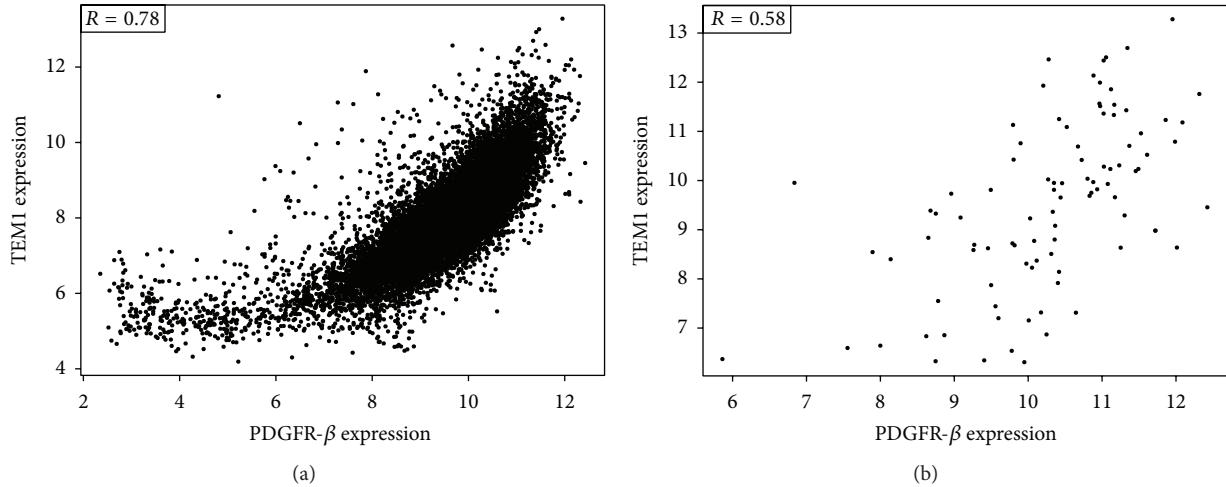 R = 0.78
TEM1 expression
12
10
8
6
4
2 4 6 8 10 12
PDGFR-β expression
(a)
R = 0.58
TEM1 expression
13
12
11
10
9
8
7
6 7 8 9 10 11 12
PDGFR-β expression
(b)